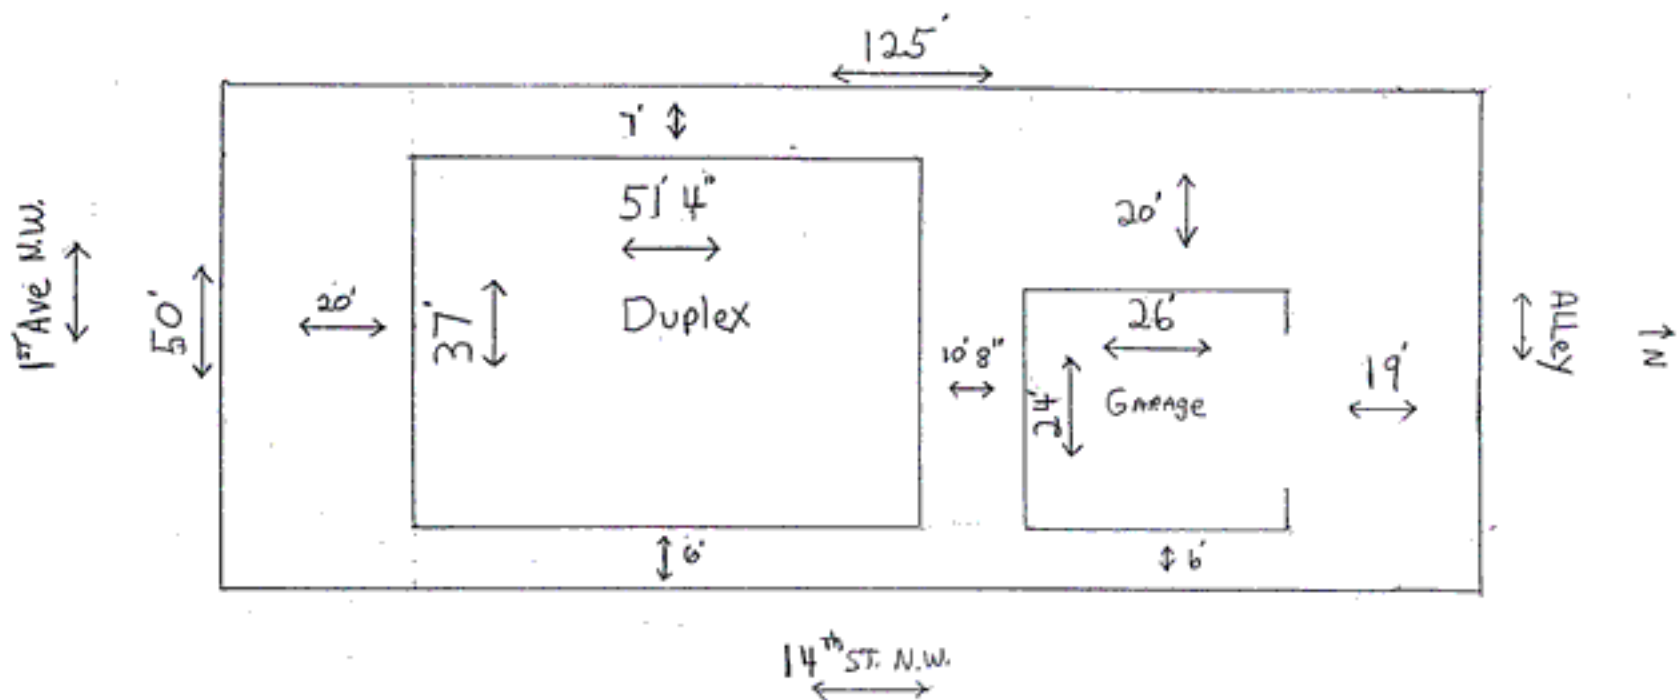 125'
7'
51' 4"
20'
1ST Ave N.W.
50'
20'
37'
Duplex
10' 8"
26'
24'
GARAGE
19'
ALLey
N
6'
6'
14th ST. N.W.